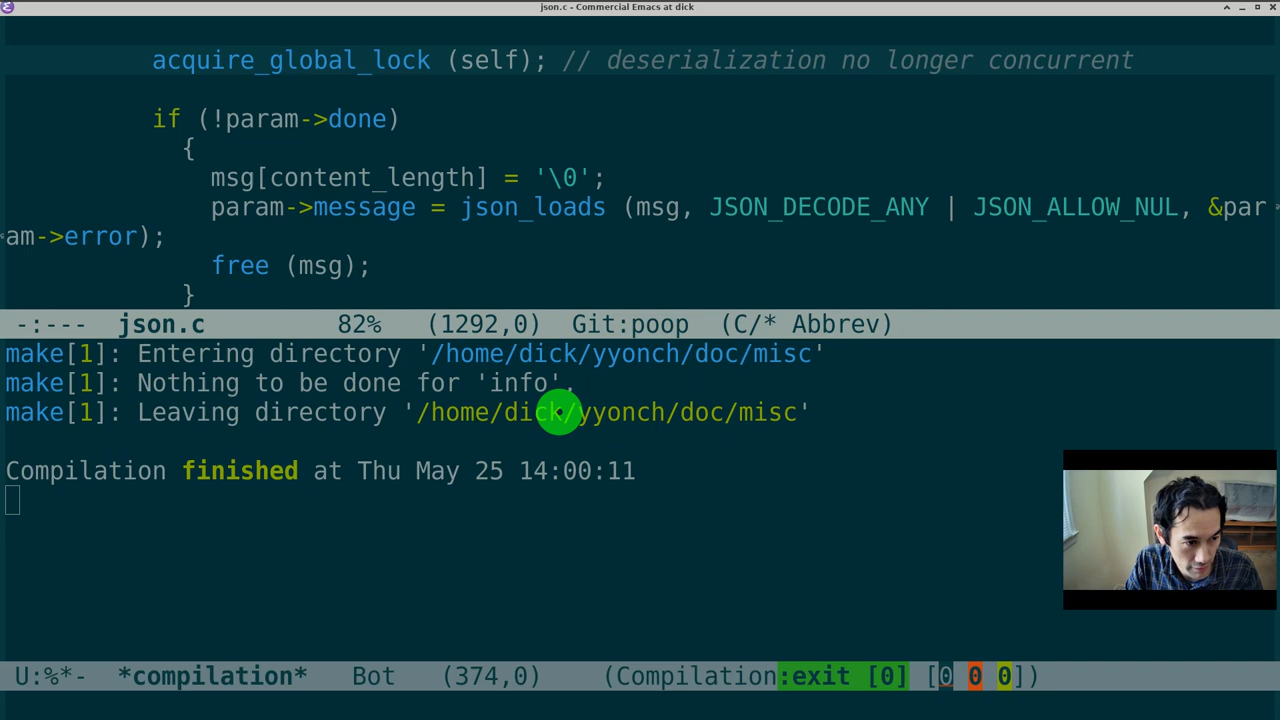 json.c - Commercial Emacs at dick
acquire_global_lock (self); // deserialization no longer concurrent
if (!param->done)
{
msg[content_length] = '\0';
param->message = json_loads (msg, JSON_DECODE_ANY | JSON_ALLOW_NUL, &par
am->error);
free (msg);
}
-:--- json.c 82% (1292,0) Git:poop (C/* Abbrev)
make[1]: Entering directory '/home/dick/yyonch/doc/misc'
make[1]: Nothing to be done for 'info'.
make[1]: Leaving directory '/home/dick/yyonch/doc/misc'
Compilation finished at Thu May 25 14:00:11
U:%*- *compilation* Bot (374,0) (Compilation:exit [0] [0 0 0])